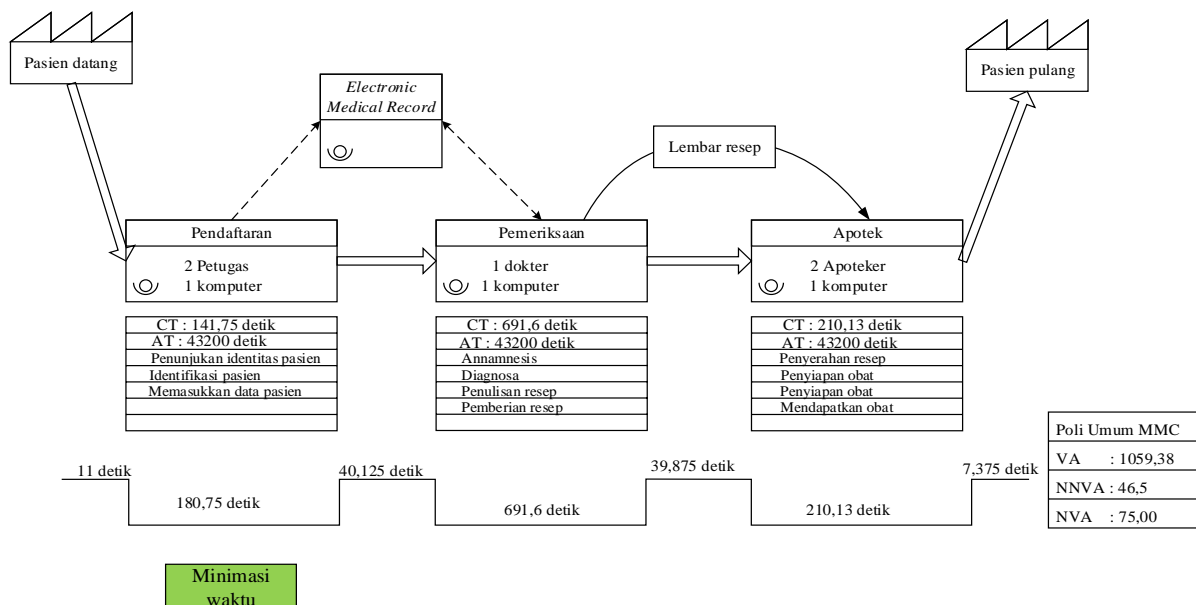 Pasien datang
Pasien pulang
Electronic
Medical Record
Lembar resep
Pendaftaran
2 Petugas
1 komputer
Pemeriksaan
1 dokter
1 komputer
Apotek
2 Apoteker
1 komputer
CT : 141,75 detik
AT : 43200 detik
Penunjukan identitas pasien
Identifikasi pasien
Memasukkan data pasien
CT : 691,6 detik
AT : 43200 detik
Annamnesis
Diagnosa
Penulisan resep
Pemberian resep
CT : 210,13 detik
AT : 43200 detik
Penyerahan resep
Penyiapan obat
Penyiapan obat
Mendapatkan obat
11 detik
180,75 detik
40,125 detik
691,6 detik
39,875 detik
210,13 detik
7,375 detik
Poli Umum MMC
VA : 1059,38
NNVA : 46,5
NVA : 75,00
Minimasi
waktu